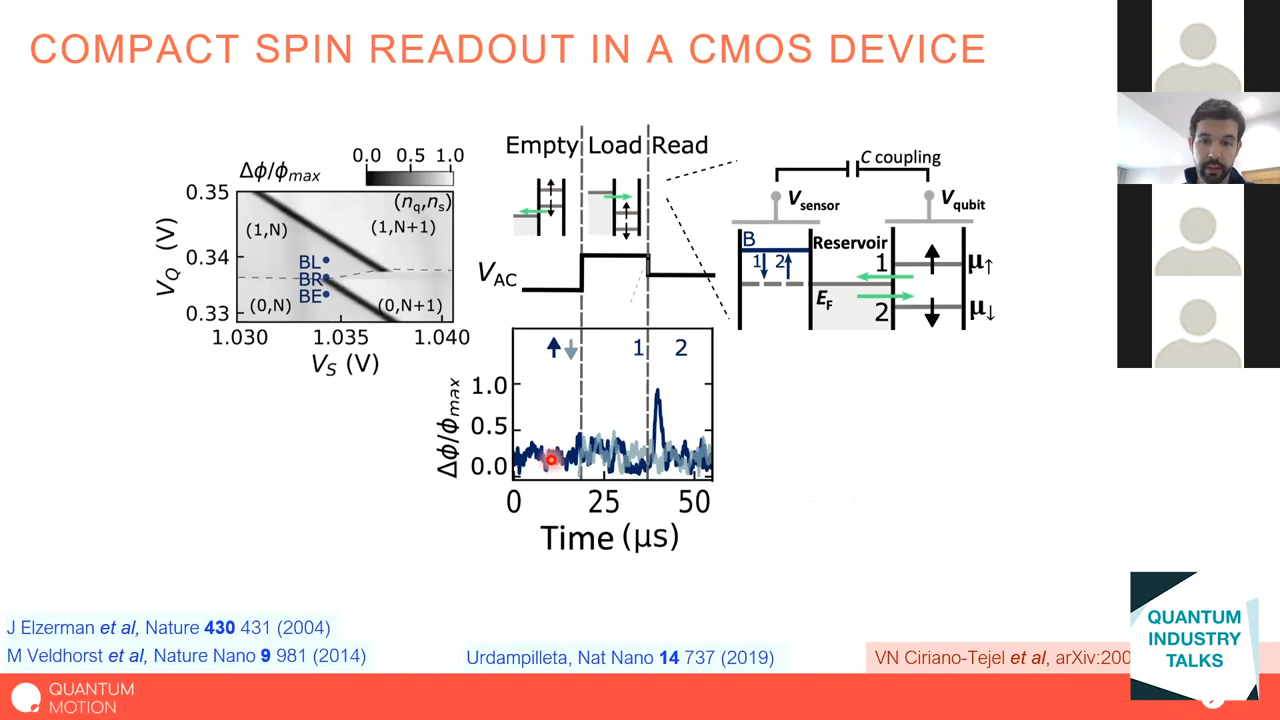 COMPACT SPIN READOUT IN A CMOS DEVICE
0.0 0.5 1.0
Δϕ/ϕmax
0.35
0.34
0.33
VQ (V)
(nq,ns)
(1,N)
(1,N+1)
BL
BR
BE
(0,N)
(0,N+1)
1.030 1.035 1.040
VS (V)
Empty Load Read
VAC
1 2
1.0
0.5
0.0
Δϕ/ϕmax
0 25 50
Time (μs)
C coupling
Vsensor
Vqubit
B
Reservoir
1 2
1
μ↑
EF
2
μ↓
J Elzerman et al, Nature 430 431 (2004)
M Veldhorst et al, Nature Nano 9 981 (2014)
Urdampilleta, Nat Nano 14 737 (2019)
VN Ciriano-Tejel et al, arXiv:200
QUANTUM
INDUSTRY
TALKS
QUANTUM
MOTION